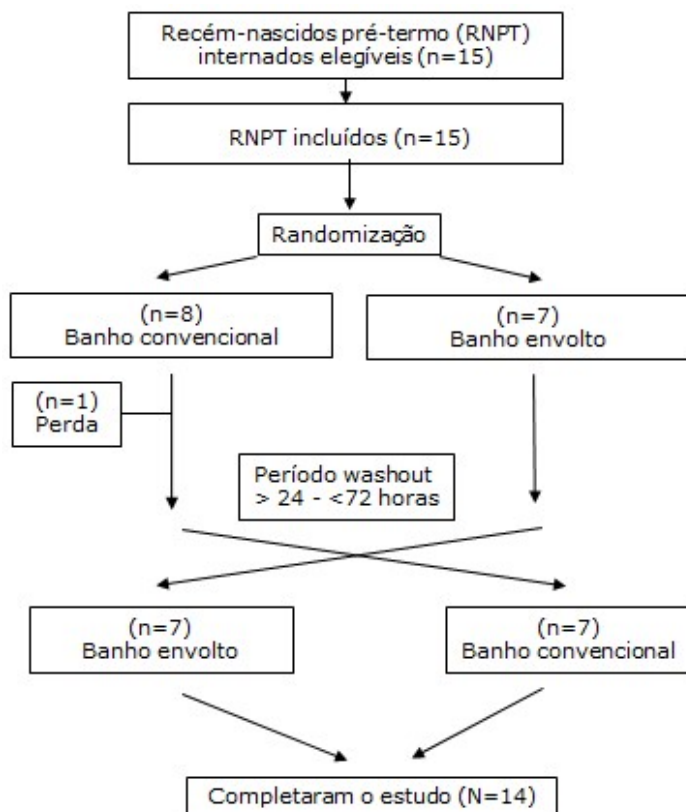 Recém-nascidos pré-termo (RNPT)
internados elegíveis (n=15)
RNPT incluídos (n=15)
Randomização
(n=8)
Banho convencional
(n=7)
Banho envolto
(n=1)
Perda
Período washout
> 24 - <72 horas
(n=7)
Banho envolto
(n=7)
Banho convencional
Completaram o estudo (N=14)